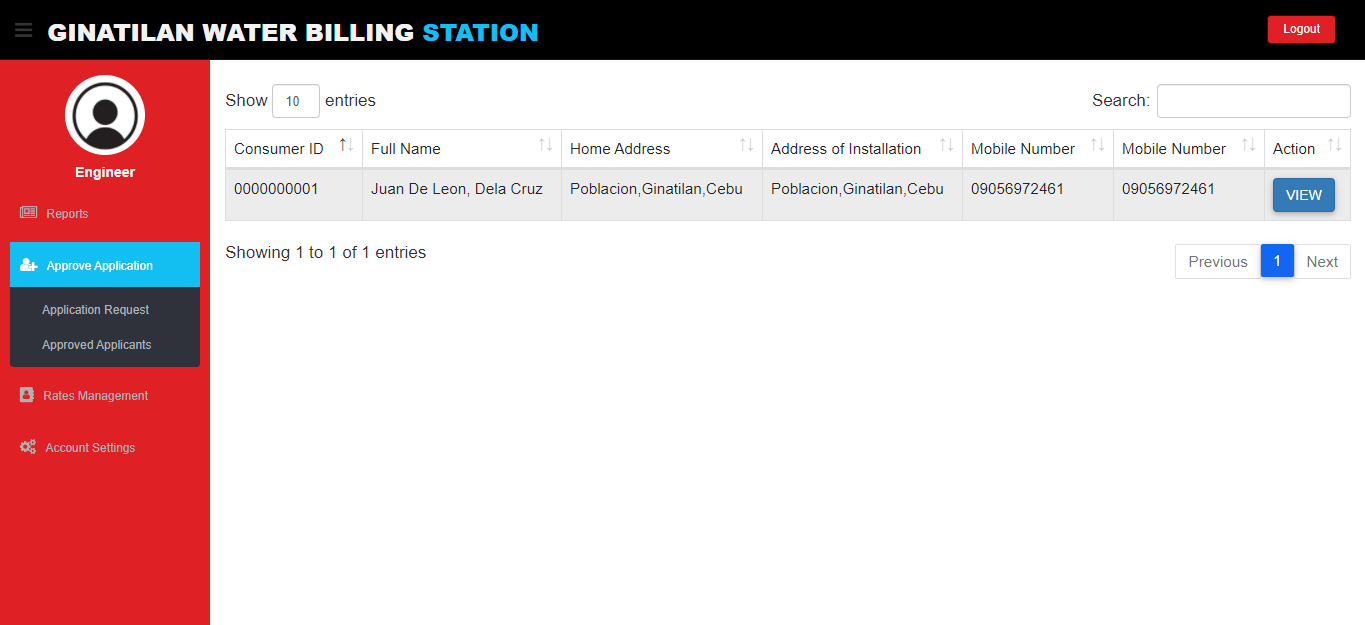 GINATILAN WATER BILLING STATION
Logout
Engineer
Reports
Approve Application
Application Request
Approved Applicants
Rates Management
Account Settings
Show 10 entries
Search:
Consumer ID Full Name Home Address Address of Installation Mobile Number Mobile Number Action
0000000001 Juan De Leon, Dela Cruz Poblacion,Ginatilan,Cebu Poblacion,Ginatilan,Cebu 09056972461 09056972461 VIEW
Showing 1 to 1 of 1 entries
Previous 1 Next